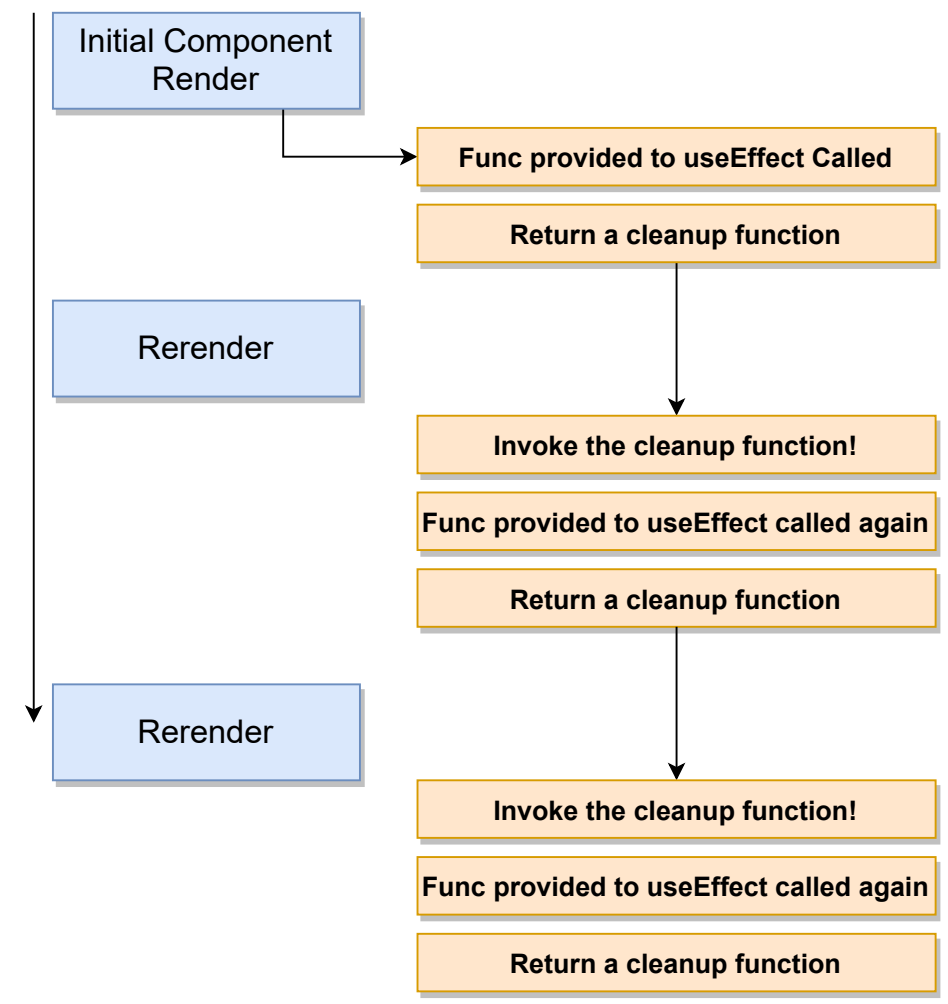 Initial Component
Render
Func provided to useEffect Called
Return a cleanup function
Rerender
Invoke the cleanup function!
Func provided to useEffect called again
Return a cleanup function
Rerender
Invoke the cleanup function!
Func provided to useEffect called again
Return a cleanup function